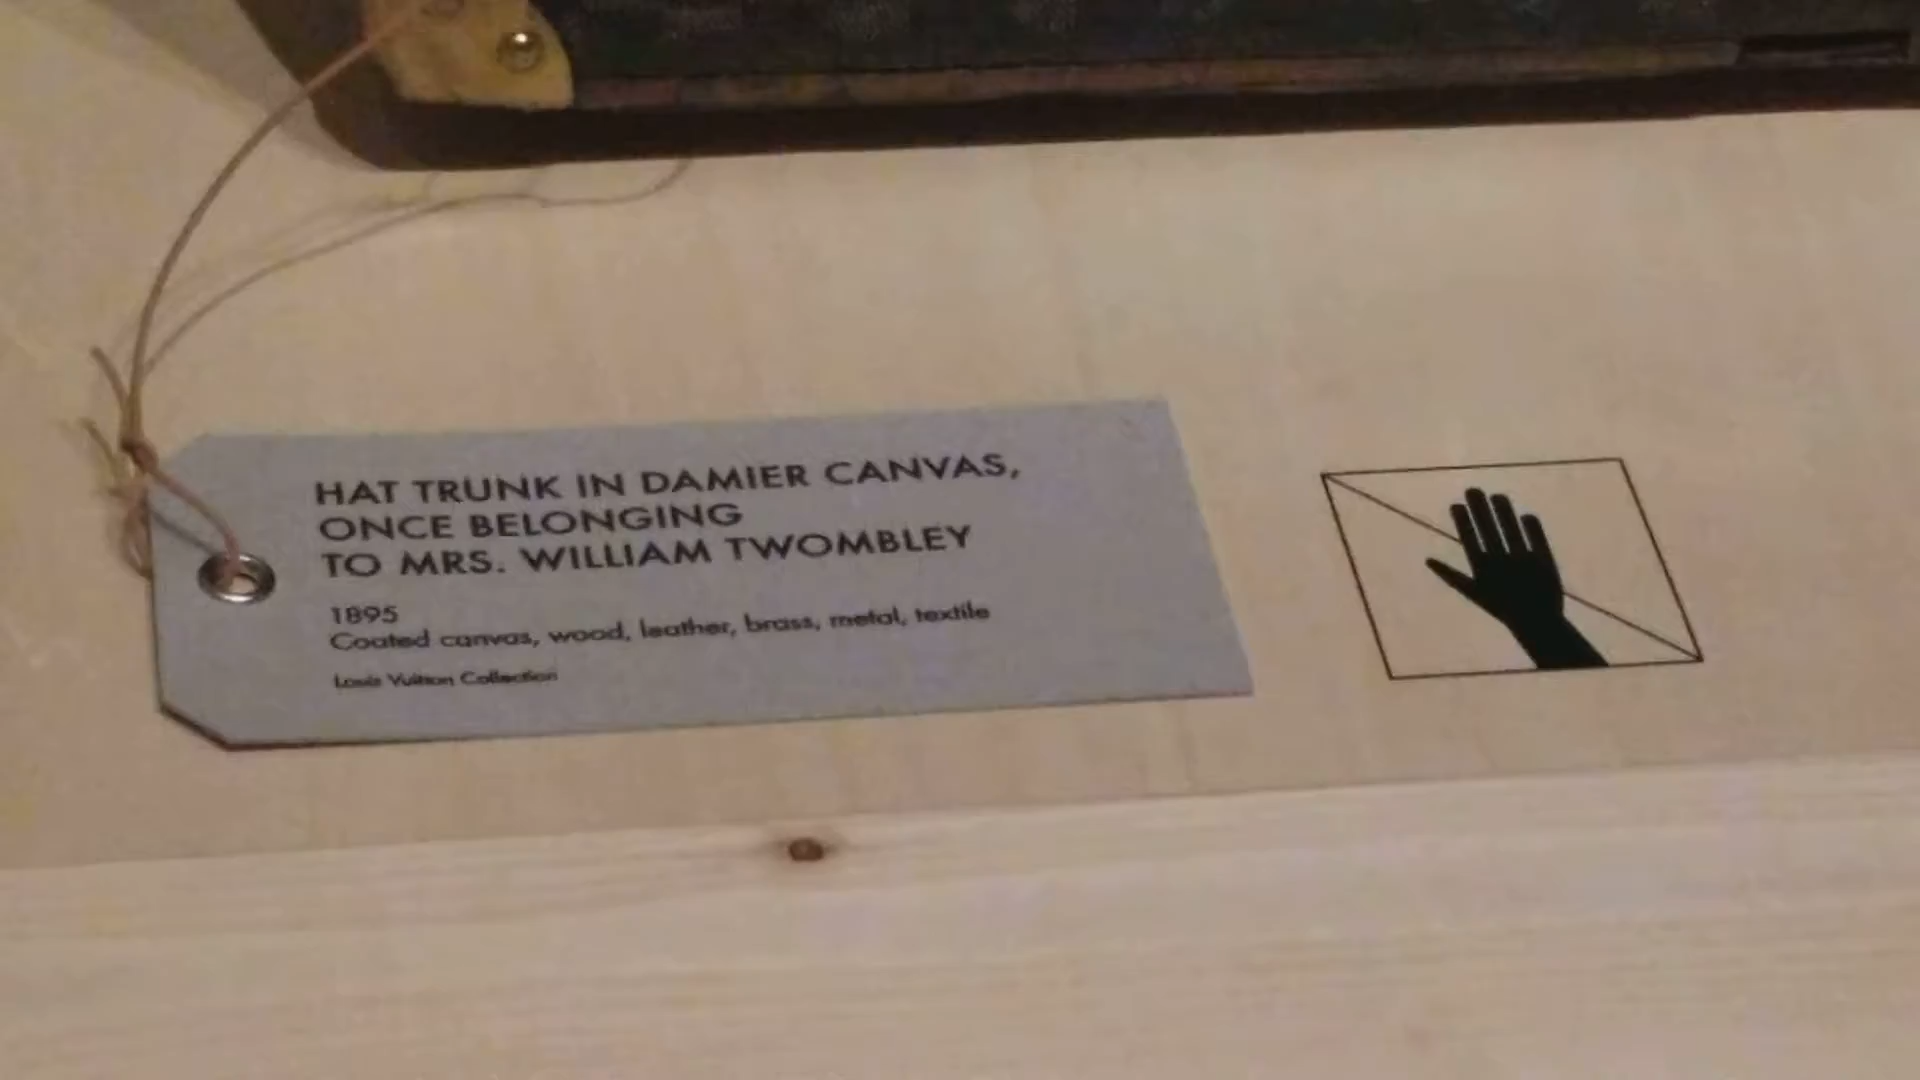 HAT TRUNK IN DAMIER CANVAS,
ONCE BELONGING
TO MRS. WILLIAM TWOMBLEY
1895
Coated canvas, wood, leather, brass, metal, textile
Louis Vuitton Collection